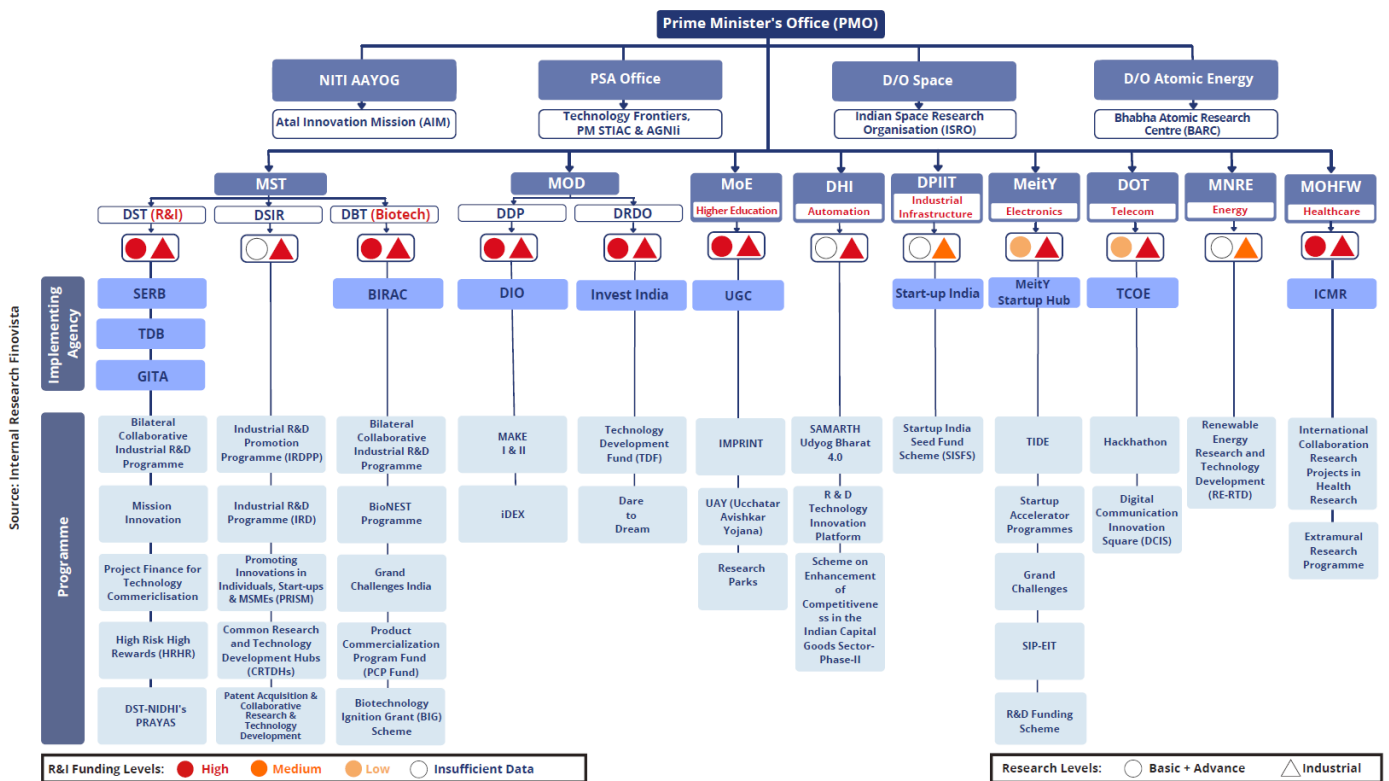 Prime Minister's Office (PMO)
NITI AAYOG
PSA Office
D/O Space
D/O Atomic Energy
Atal Innovation Mission (AIM)
Technology Frontiers,
PM STIAC & AGNIi
Indian Space Research
Organisation (ISRO)
Bhabha Atomic Research
Centre (BARC)
MST
MOD
MoE
Higher Education
DHI
Automation
DPIIT
Industrial
Infrastructure
MeitY
Electronics
DOT
Telecom
MNRE
Energy
MOHFW
Healthcare
DST (R&I)
DSIR
DBT (Biotech)
DDP
DRDO
Source: Internal Research Finovista
Implementing
Agency
SERB
TDB
GITA
BIRAC
DIO
Invest India
UGC
Start-up India
MeitY
Startup Hub
TCOE
ICMR
Programme
Bilateral
Collaborative
Industrial R&D
Programme
Mission
Innovation
Project Finance for
Technology
Commericlisation
High Risk High
Rewards (HRHR)
DST-NIDHI's
PRAYAS
Industrial R&D
Promotion
Programme (IRDPP)
Industrial R&D
Programme (IRD)
Promoting
Innovations in
Individuals, Start-ups
& MSMEs (PRISM)
Common Research
and Technology
Development Hubs
(CRTDHs)
Patent Acquisition &
Collaborative
Research &
Technology
Development
Bilateral
Collaborative
Industrial R&D
Programme
BioNEST
Programme
Grand
Challenges India
Product
Commercialization
Program Fund
(PCP Fund)
Biotechnology
Ignition Grant (BIG)
Scheme
MAKE
I & II
iDEX
Technology
Development
Fund (TDF)
Dare
to
Dream
IMPRINT
UAY (Ucchatar
Avishkar
Yojana)
Research
Parks
SAMARTH
Udyog Bharat
4.0
R & D
Technology
Innovation
Platform
Scheme on
Enhancement
of
Competitivene
ss in the
Indian Capital
Goods Sector-
Phase-II
Startup India
Seed Fund
Scheme (SISFS)
TIDE
Startup
Accelerator
Programmes
Grand
Challenges
SIP-EIT
R&D Funding
Scheme
Hackhathon
Digital
Communication
Innovation
Square (DCIS)
Renewable
Energy
Research and
Technology
Development
(RE-RTD)
International
Collaboration
Research
Projects in
Health
Research
Extramural
Research
Programme
R&I Funding Levels: High Medium Low Insufficient Data
Research Levels: Basic + Advance Industrial